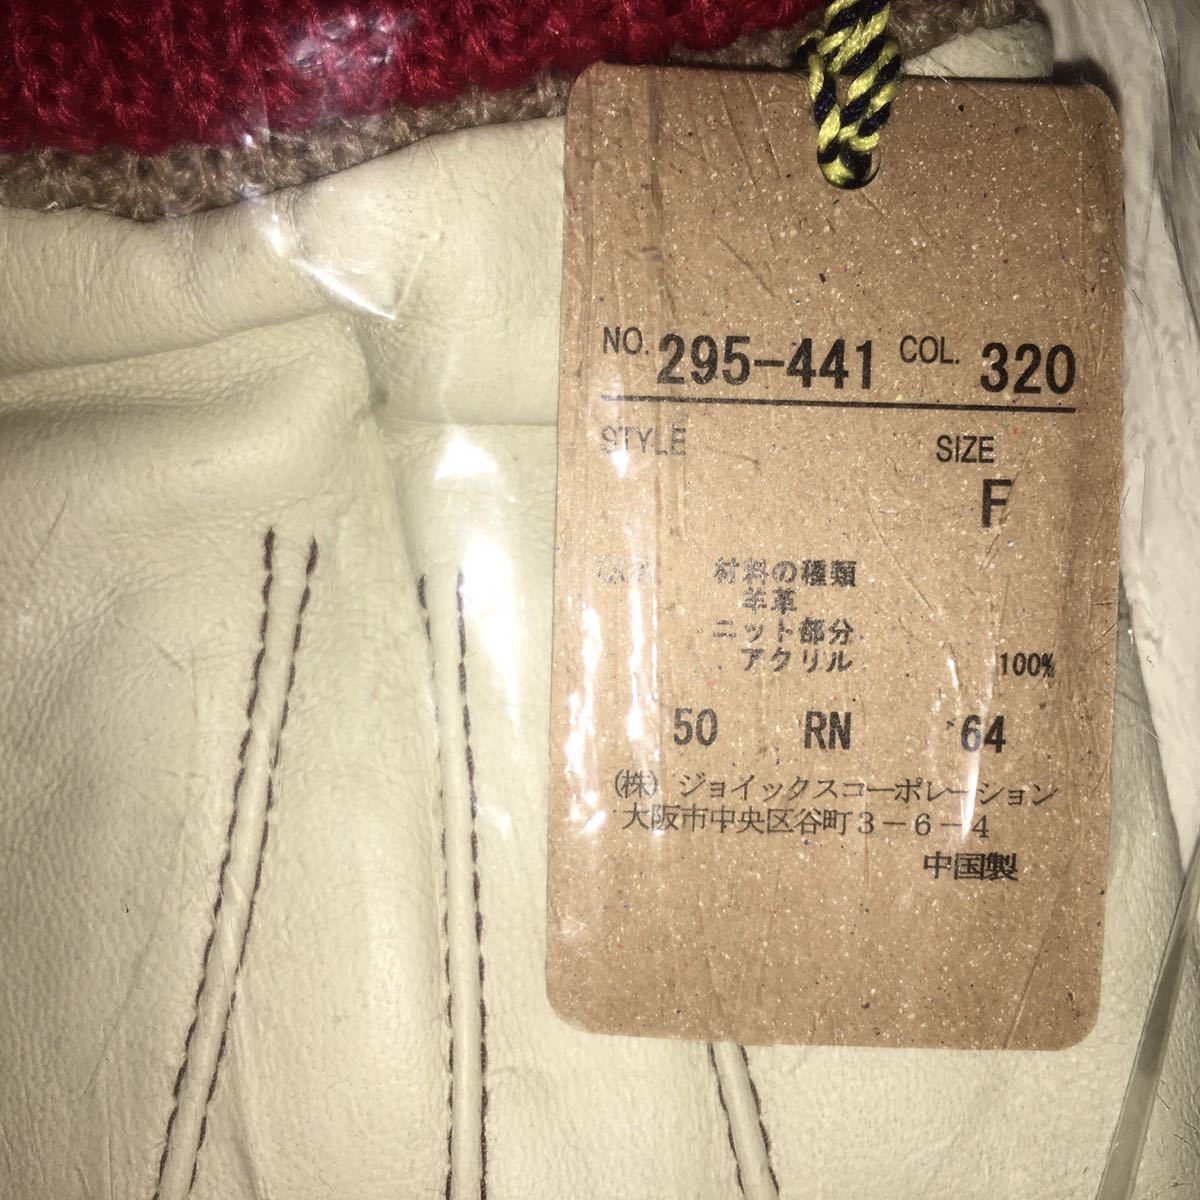 NO. 295-441 COL. 320
STYLE SIZE
F
材料の種類
羊革
ニット部分
アクリル 100%
50 RN 64
(株) ジョイックスコーポレーション
大阪市中央区谷町3-6-4
中国製